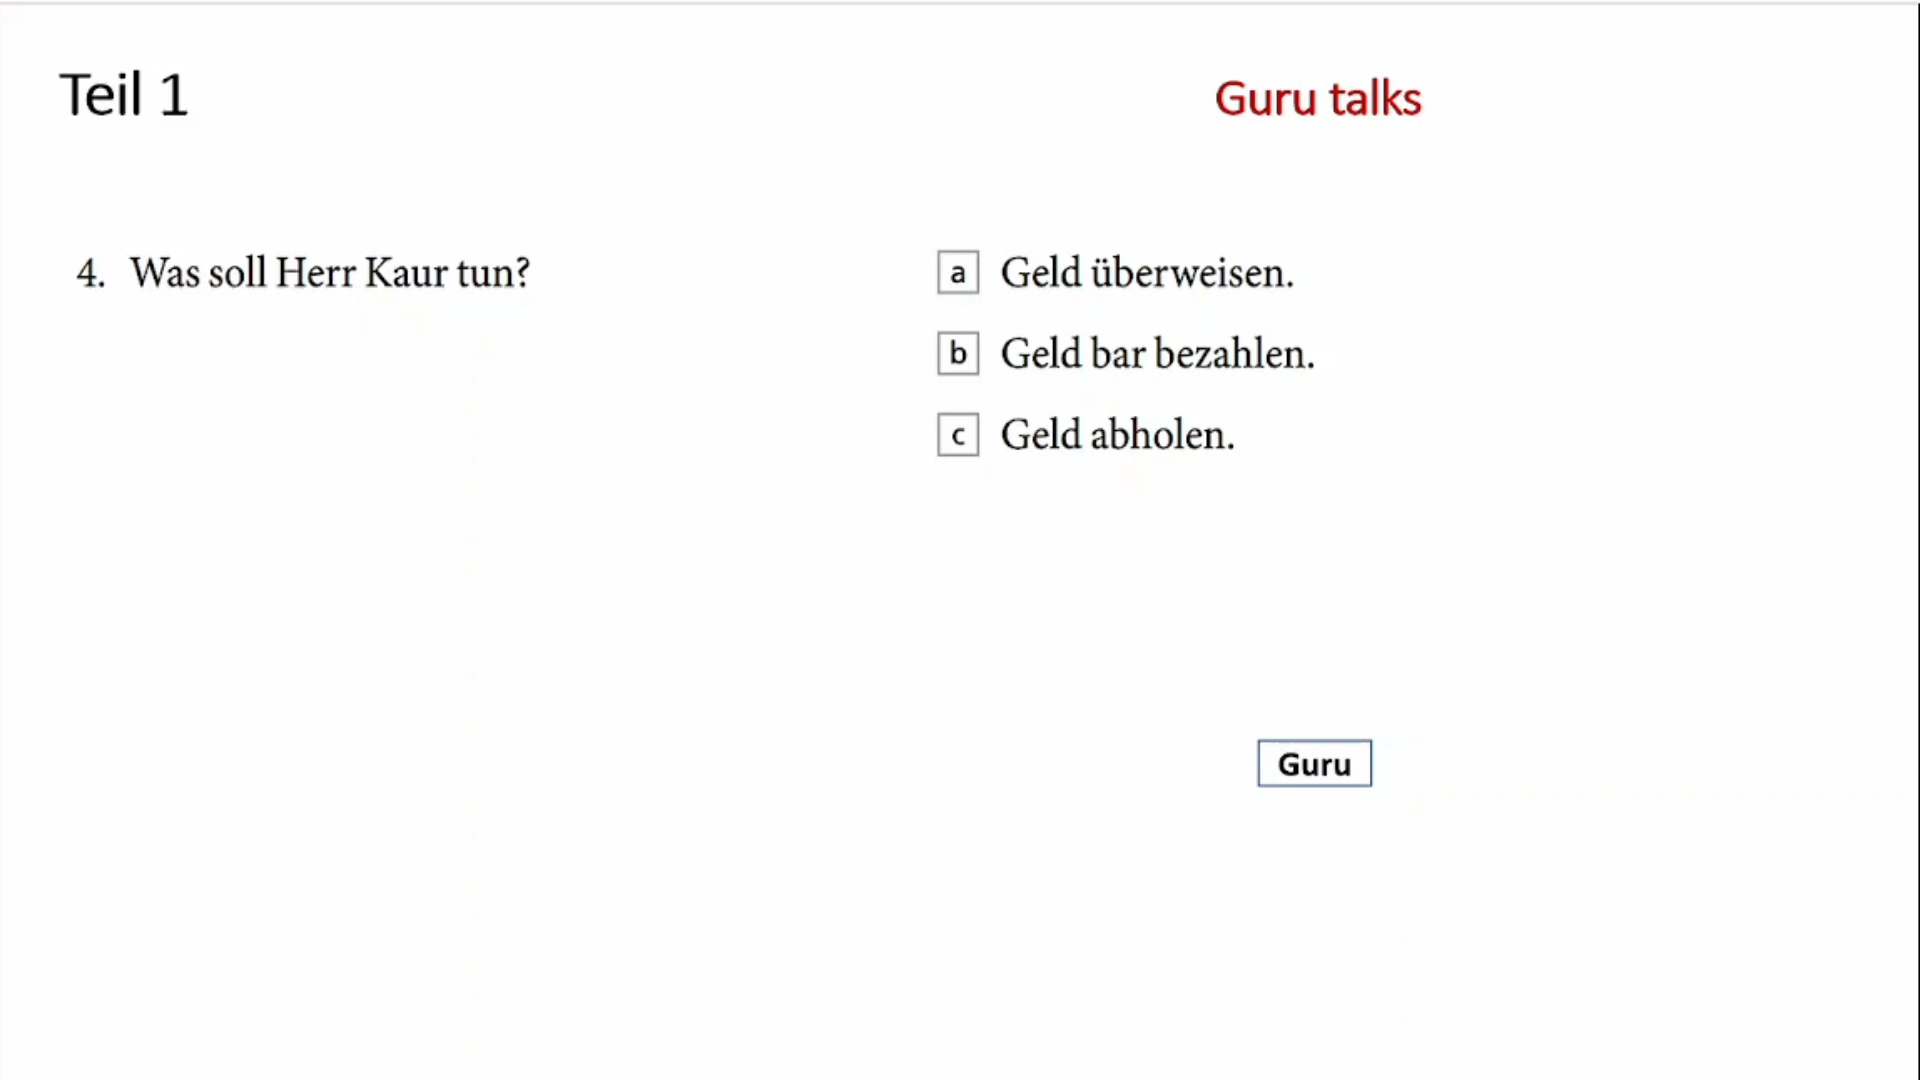 Teil 1
Guru talks
4. Was soll Herr Kaur tun?
a Geld überweisen.
b Geld bar bezahlen.
c Geld abholen.
Guru